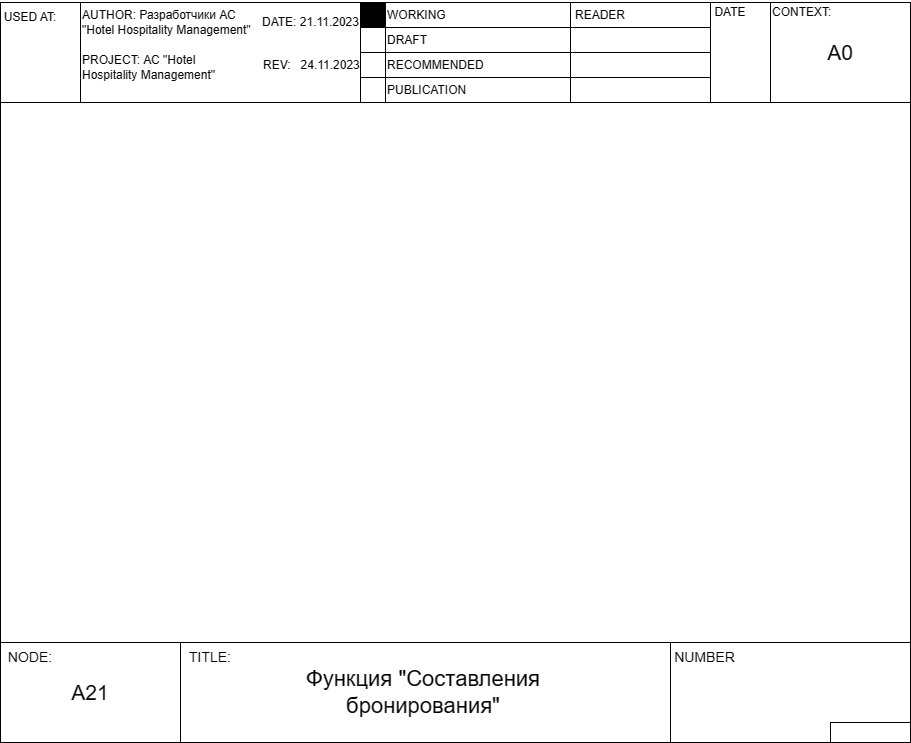 USED AT:
AUTHOR: Разработчики АС
"Hotel Hospitality Management"
DATE: 21.11.2023
PROJECT: АС "Hotel
Hospitality Management"
REV: 24.11.2023
WORKING
DRAFT
RECOMMENDED
PUBLICATION
READER
DATE
CONTEXT:
A0
NODE:
A21
TITLE:
Функция "Составления
бронирования"
NUMBER